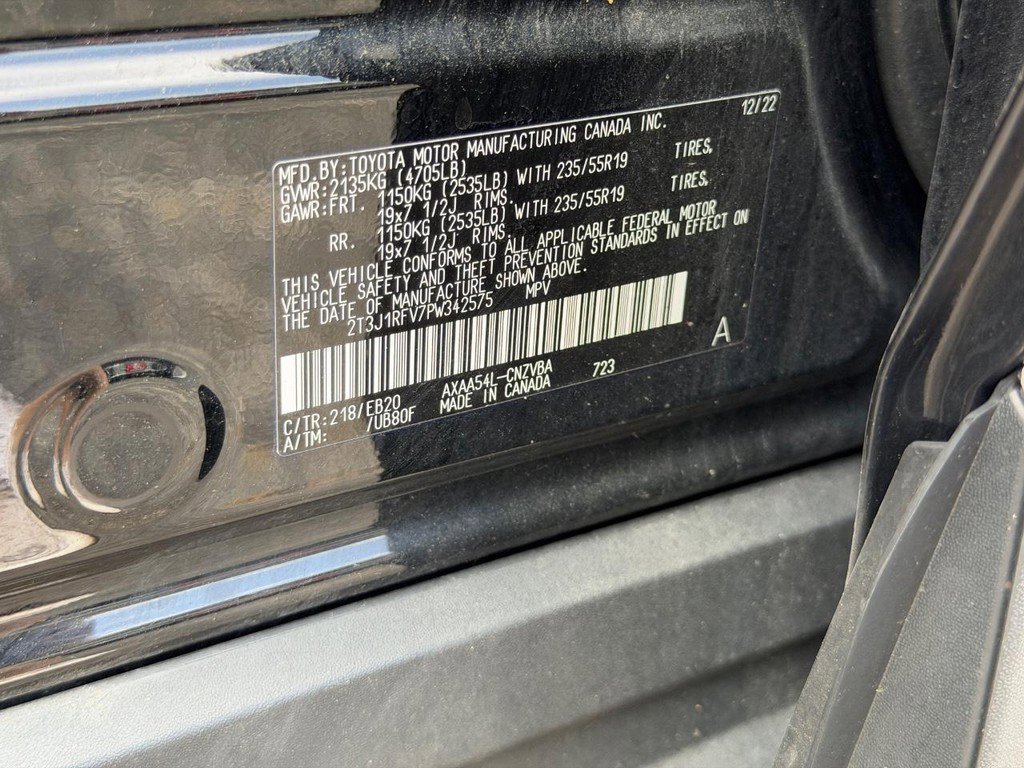 12/22
MFD.BY:TOYOTA MOTOR MANUFACTURING CANADA INC.
GVWR:2135KG (4705LB)
GAWR:FRT. 1150KG (2535LB) WITH 235/55R19 TIRES,
19x7 1/2J RIMS.
RR. 1150KG (2535LB) WITH 235/55R19 TIRES,
19x7 1/2J RIMS.
THIS VEHICLE CONFORMS TO ALL APPLICABLE FEDERAL MOTOR
VEHICLE SAFETY AND THEFT PREVENTION STANDARDS IN EFFECT ON
THE DATE OF MANUFACTURE SHOWN ABOVE.
2T3J1RFV7PW342575 MPV
A
C/TR:218/EB20 AXAA54L-CNZVBA 723
A/TM: /UB80F MADE IN CANADA